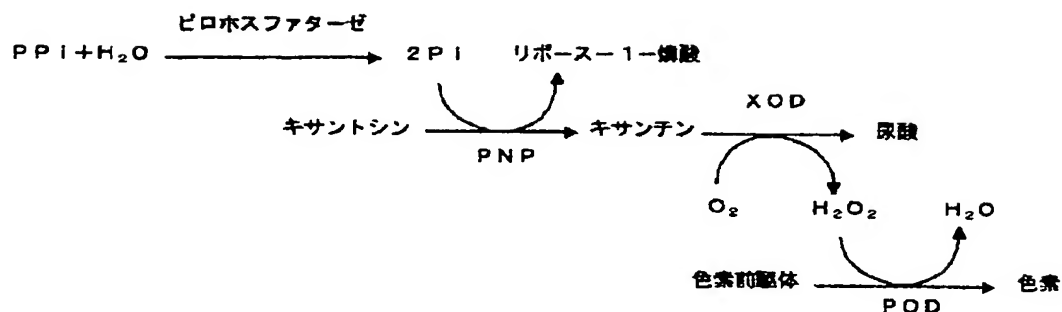 ピロホスファターゼ
PPi+H₂O 2Pi リボース−1−燐酸
XOD
キサントシン キサンテン 尿酸
PNP
O₂ H₂O₂ H₂O
色素前駆体 色素
POD